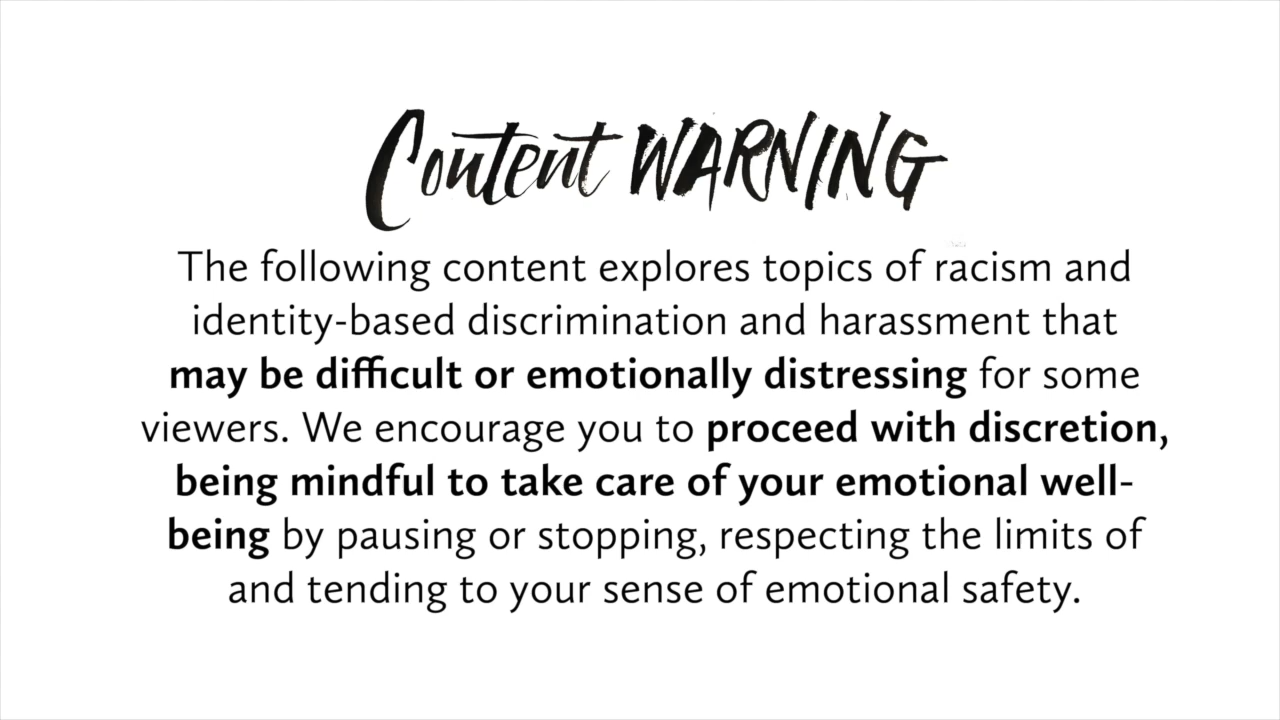 Content WARNING
The following content explores topics of racism and
identity-based discrimination and harassment that
may be difficult or emotionally distressing for some
viewers. We encourage you to proceed with discretion,
being mindful to take care of your emotional well-
being by pausing or stopping, respecting the limits of
and tending to your sense of emotional safety.